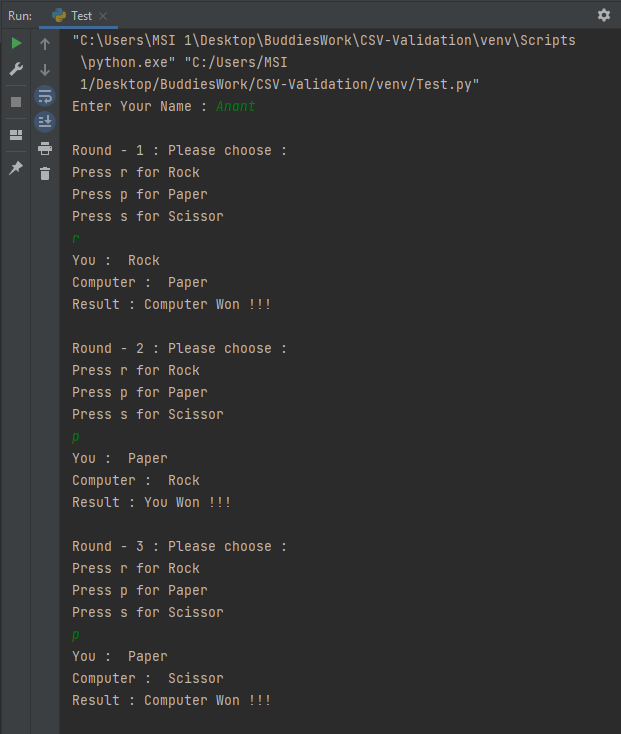 Run:
Test
"C:\Users\MSI 1\Desktop\BuddiesWork\CSV-Validation\venv\Scripts
\python.exe" "C:/Users/MSI
1/Desktop/BuddiesWork/CSV-Validation/venv/Test.py"
Enter Your Name : Anant
Round - 1 : Please choose :
Press r for Rock
Press p for Paper
Press s for Scissor
r
You :  Rock
Computer :  Paper
Result : Computer Won !!!
Round - 2 : Please choose :
Press r for Rock
Press p for Paper
Press s for Scissor
p
You :  Paper
Computer :  Rock
Result : You Won !!!
Round - 3 : Please choose :
Press r for Rock
Press p for Paper
Press s for Scissor
p
You :  Paper
Computer :  Scissor
Result : Computer Won !!!